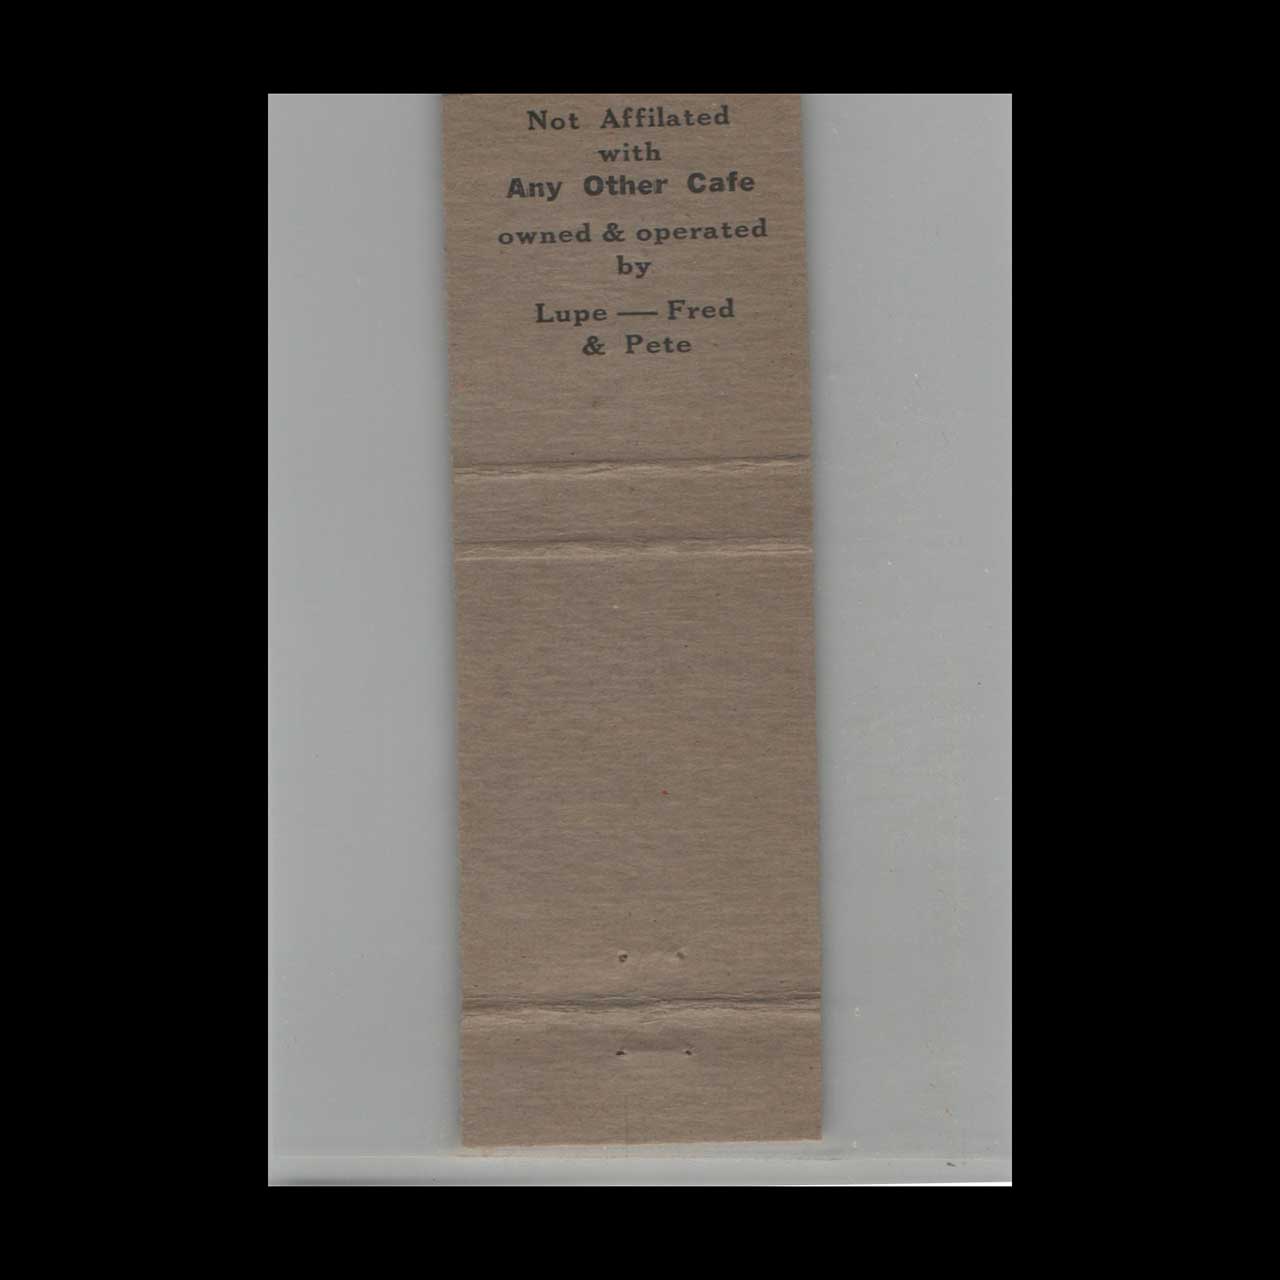 Not Affilated
with
Any Other Cafe
owned & operated
by
Lupe — Fred
& Pete